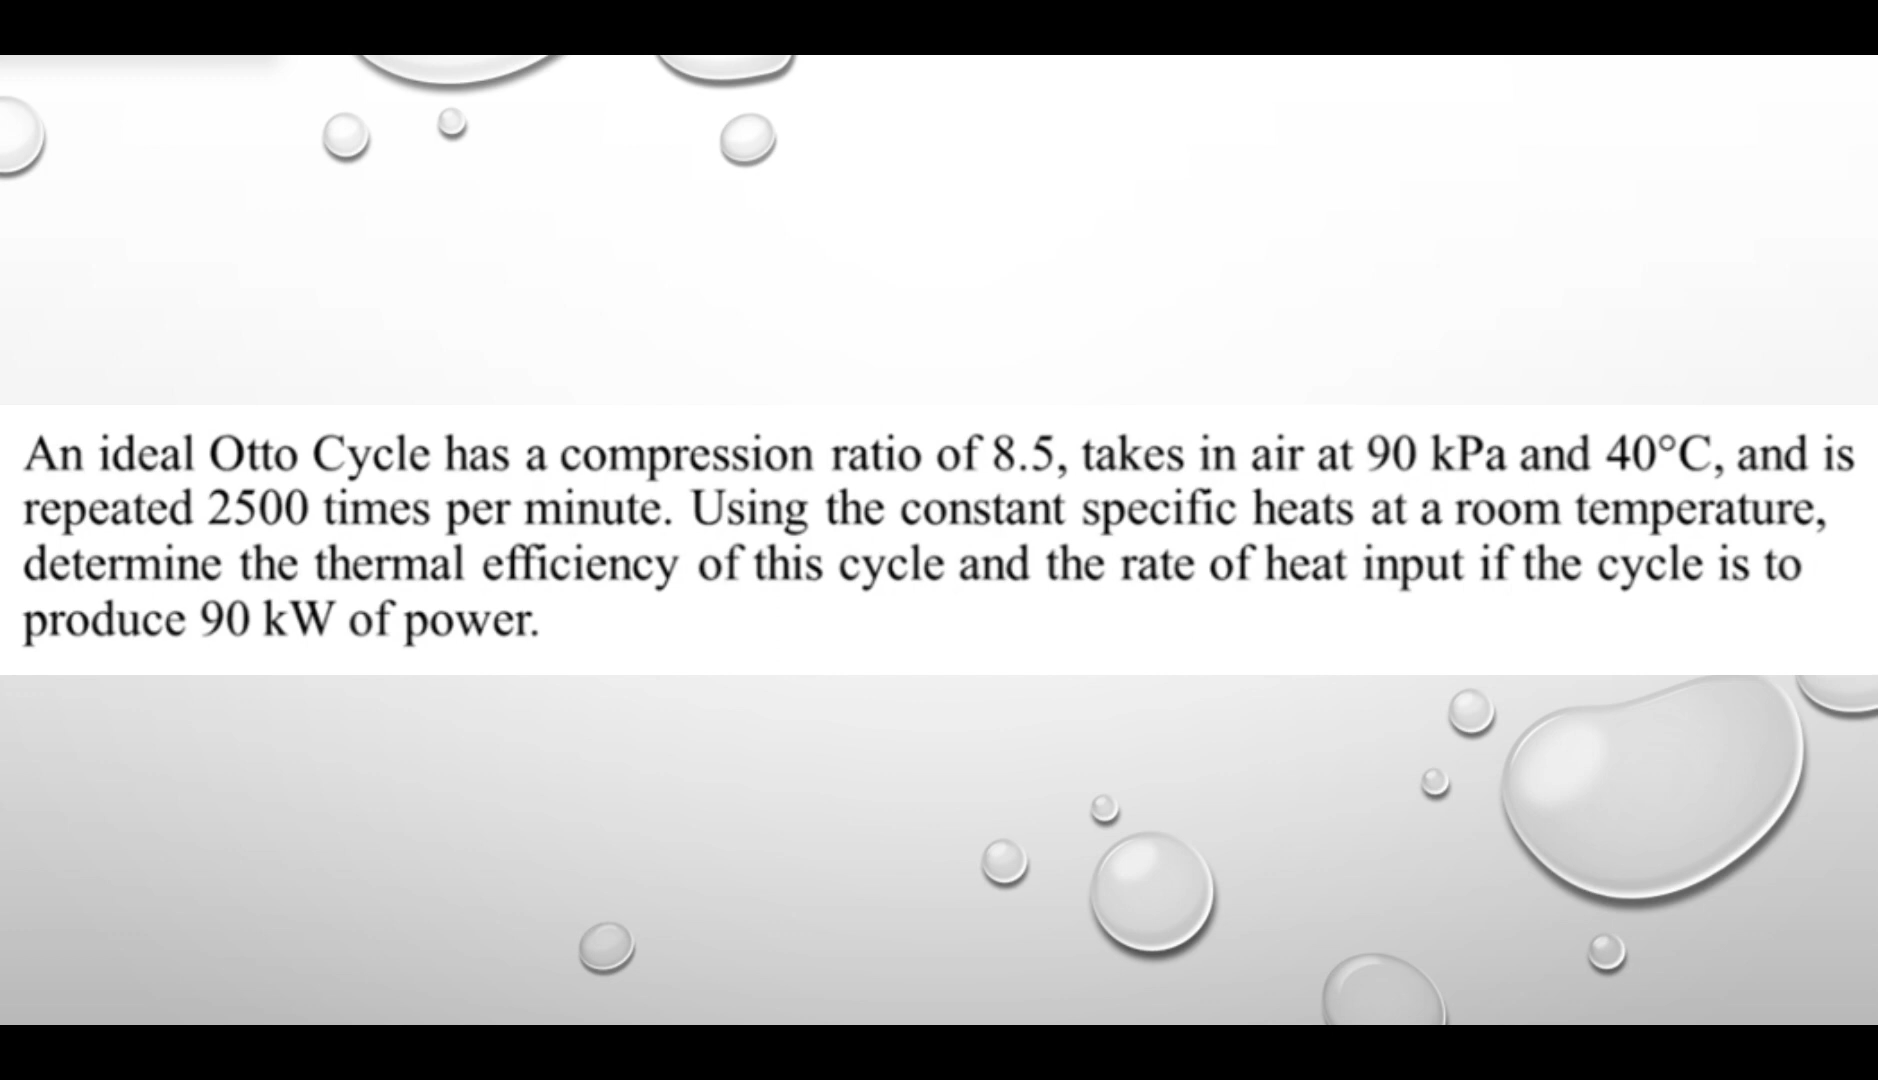 An ideal Otto Cycle has a compression ratio of 8.5, takes in air at 90 kPa and 40°C, and is
repeated 2500 times per minute. Using the constant specific heats at a room temperature,
determine the thermal efficiency of this cycle and the rate of heat input if the cycle is to
produce 90 kW of power.